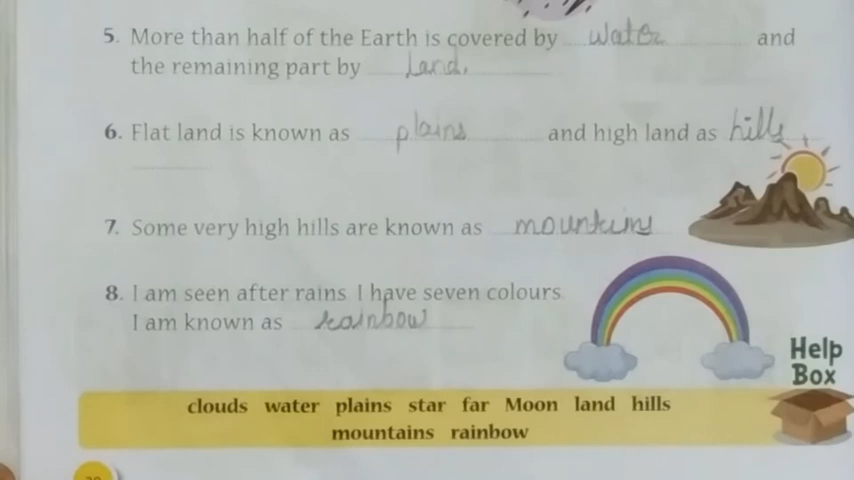 5. More than half of the Earth is covered by water and
the remaining part by land.
6. Flat land is known as plains and high land as hills.
7. Some very high hills are known as mountins
8. I am seen after rains I have seven colours
I am known as rainbow
Help
Box
clouds water plains star far Moon land hills
mountains rainbow